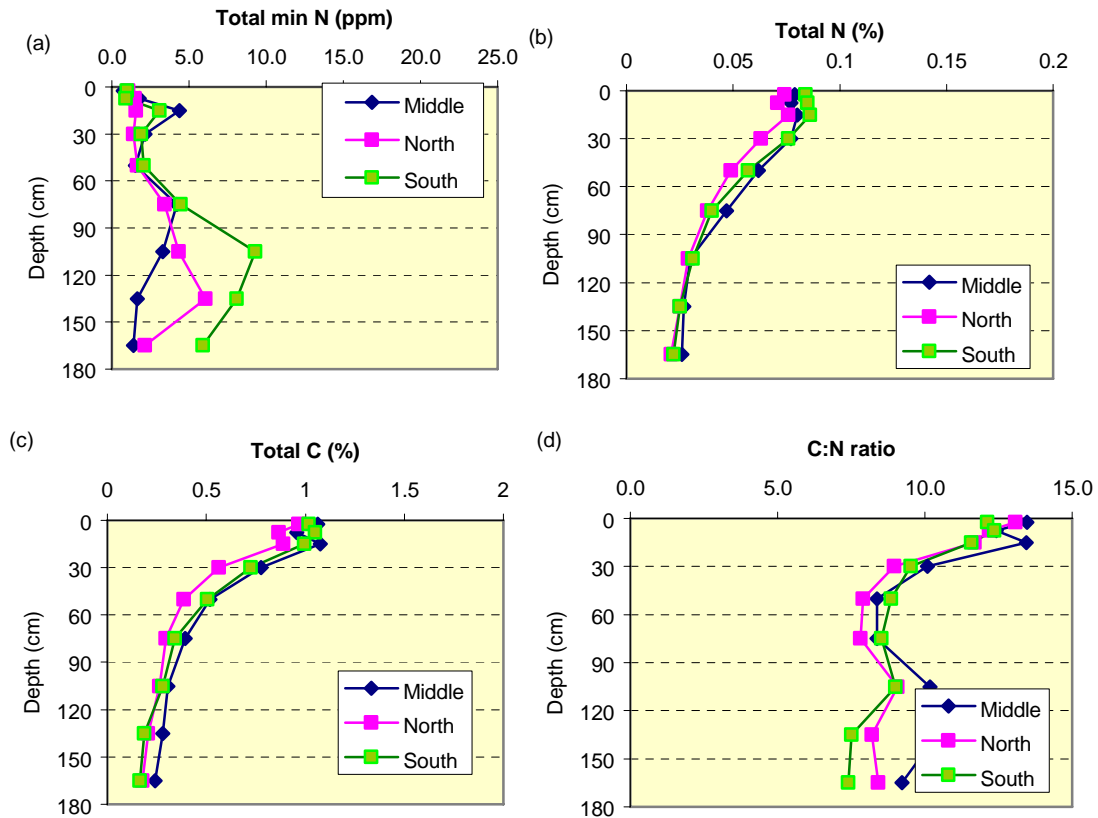 (a)
Total min N (ppm)
0.0 5.0 10.0 15.0 20.0 25.0
0
30
60
90
120
150
180
Depth (cm)
Middle
North
South
(b)
Total N (%)
0 0.05 0.1 0.15 0.2
0
30
60
90
120
150
180
Depth (cm)
Middle
North
South
(c)
Total C (%)
0 0.5 1 1.5 2
0
30
60
90
120
150
180
Depth (cm)
Middle
North
South
(d)
C:N ratio
0.0 5.0 10.0 15.0
0
30
60
90
120
150
180
Depth (cm)
Middle
North
South